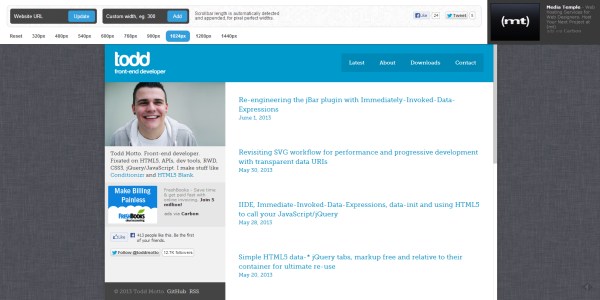 Website URL
Update
Custom width, eg. 300
Add
Scrollbar length is automatically detected
and appended, for pixel perfect widths.
Like
Tweet
Reset 320px 480px 600px 768px 900px 1024px 1280px 1440px
(mt)
Media Temple - Web
Hosting Services for
Web Designers. Host
Your Next Project or
ads via Carbon
todd
front-end developer
Latest About Downloads Contact
Todd Motto. Front-end developer.
Fixated on HTML5, APIs, dev tools, RWD,
CSS3, jQuery/JavaScript. I make stuff like
Conditionizr and HTML5 Blank.
Make Billing
Painless
FreshBooks
FreshBooks - Save time
& get paid fast with
online invoicing. Join 5
million!
ads via Carbon
Like
413 people like this. Be the first
of your friends.
Follow @toddmotto
12.7K followers
© 2013 Todd Motto. GitHub RSS
Re-engineering the jBar plugin with Immediately-Invoked-Data-
Expressions
June 1, 2013
Revisiting SVG workflow for performance and progressive development
with transparent data URIs
May 30, 2013
IIDE, Immediate-Invoked-Data-Expressions, data-init and using HTML5
to call your JavaScript/jQuery
May 28, 2013
Simple HTML5 data-* jQuery tabs, markup free and relative to their
container for ultimate re-use
May 20, 2013